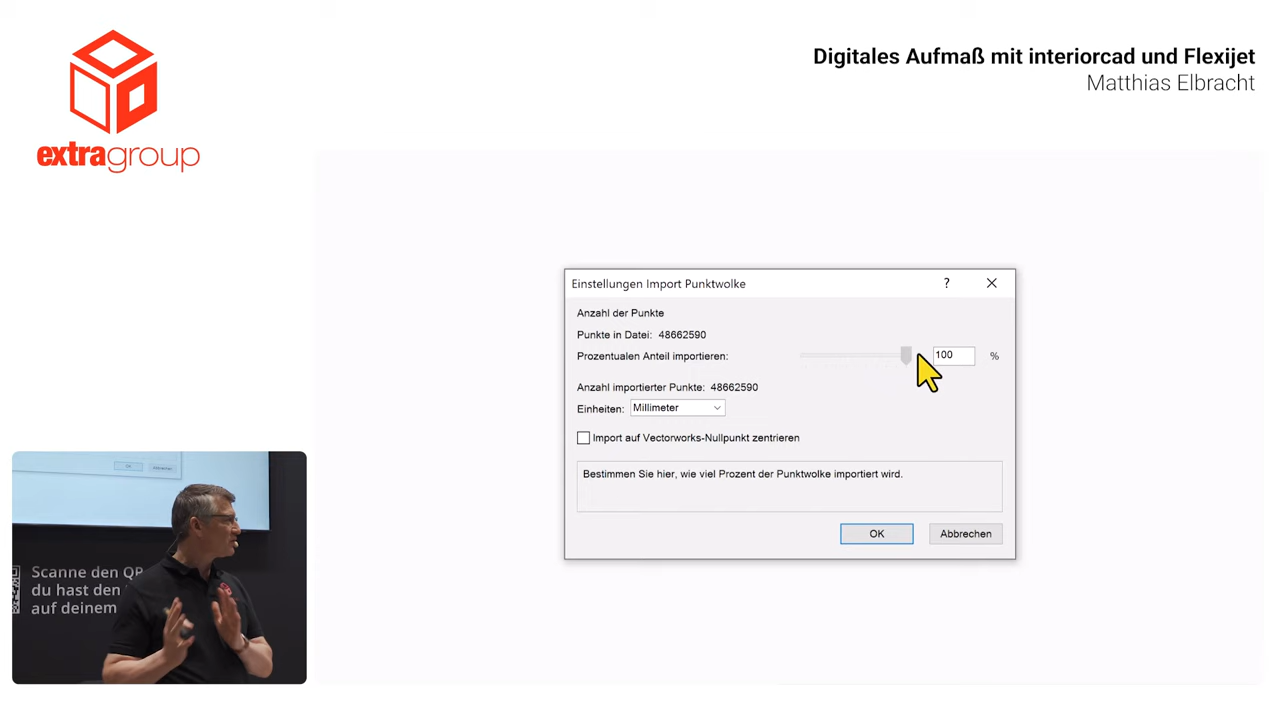 extragroup
Digitales Aufmaß mit interiorcad und Flexijet
Matthias Elbracht
Einstellungen Import Punktwolke
?
Anzahl der Punkte
Punkte in Datei: 48662590
Prozentualen Anteil importieren: 100 %
Anzahl importierter Punkte: 48662590
Einheiten: Millimeter
Import auf Vectorworks-Nullpunkt zentrieren
Bestimmen Sie hier, wie viel Prozent der Punktwolke importiert wird.
OK Abbrechen
Scanne den QR
du hast den
auf deinem